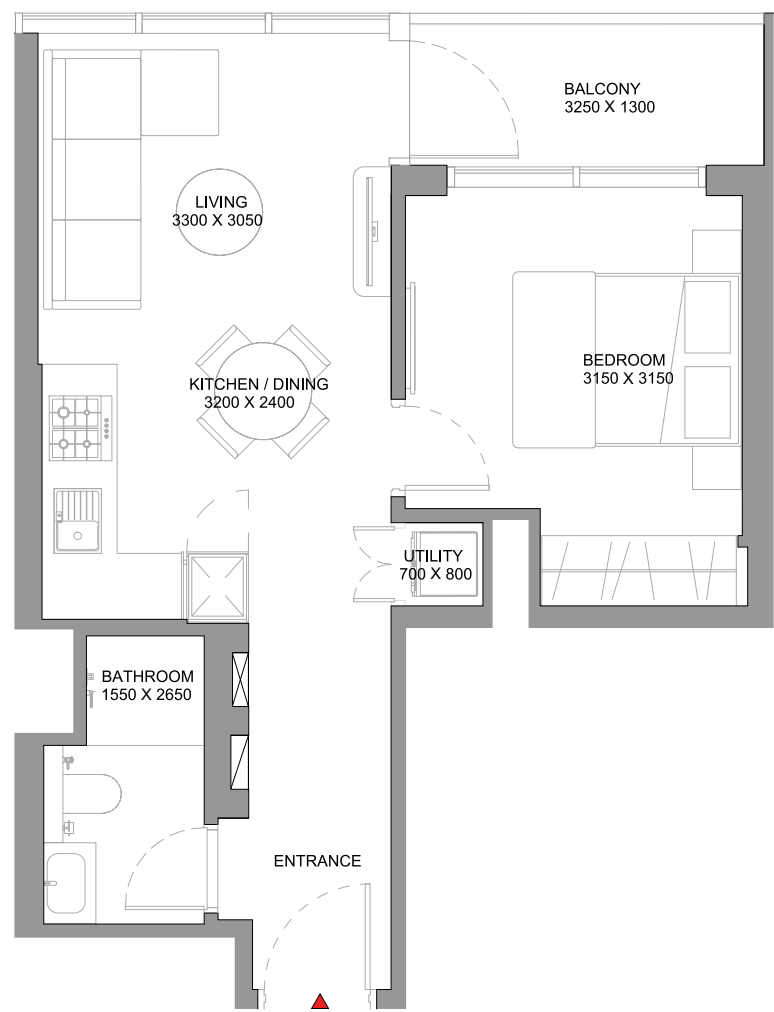 BALCONY
3250 X 1300
LIVING
3300 X 3050
BEDROOM
3150 X 3150
KITCHEN / DINING
3200 X 2400
UTILITY
700 X 800
BATHROOM
1550 X 2650
ENTRANCE